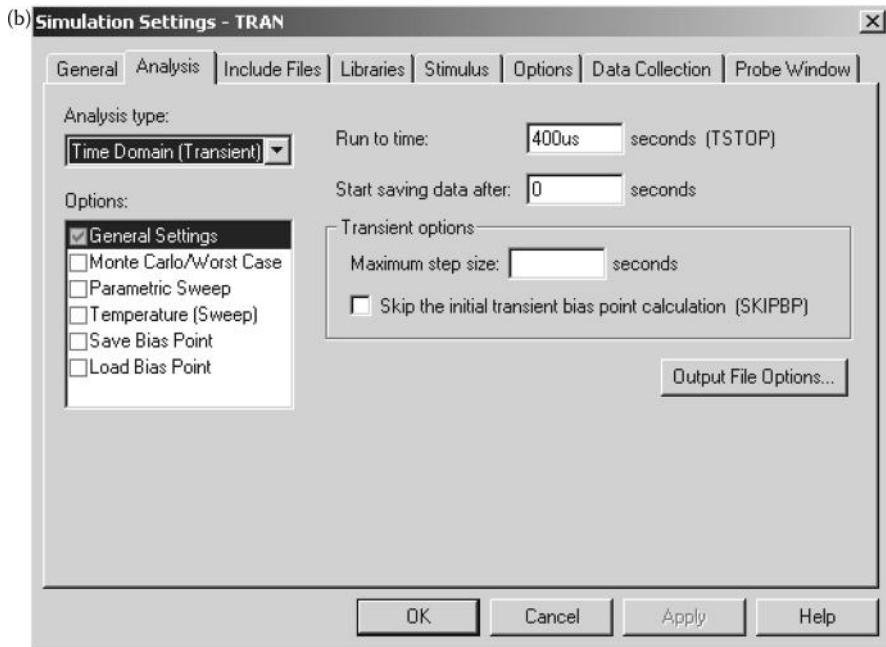 (b) Simulation Settings - TRAN
General Analysis Include Files Libraries Stimulus Options Data Collection Probe Window
Analysis type:
Time Domain (Transient)
Options:
General Settings
Monte Carlo/Worst Case
Parametric Sweep
Temperature (Sweep)
Save Bias Point
Load Bias Point
Run to time: 400us seconds (TSTOP)
Start saving data after: 0 seconds
Transient options
Maximum step size: seconds
Skip the initial transient bias point calculation (SKIPBP)
Output File Options...
OK Cancel Apply Help